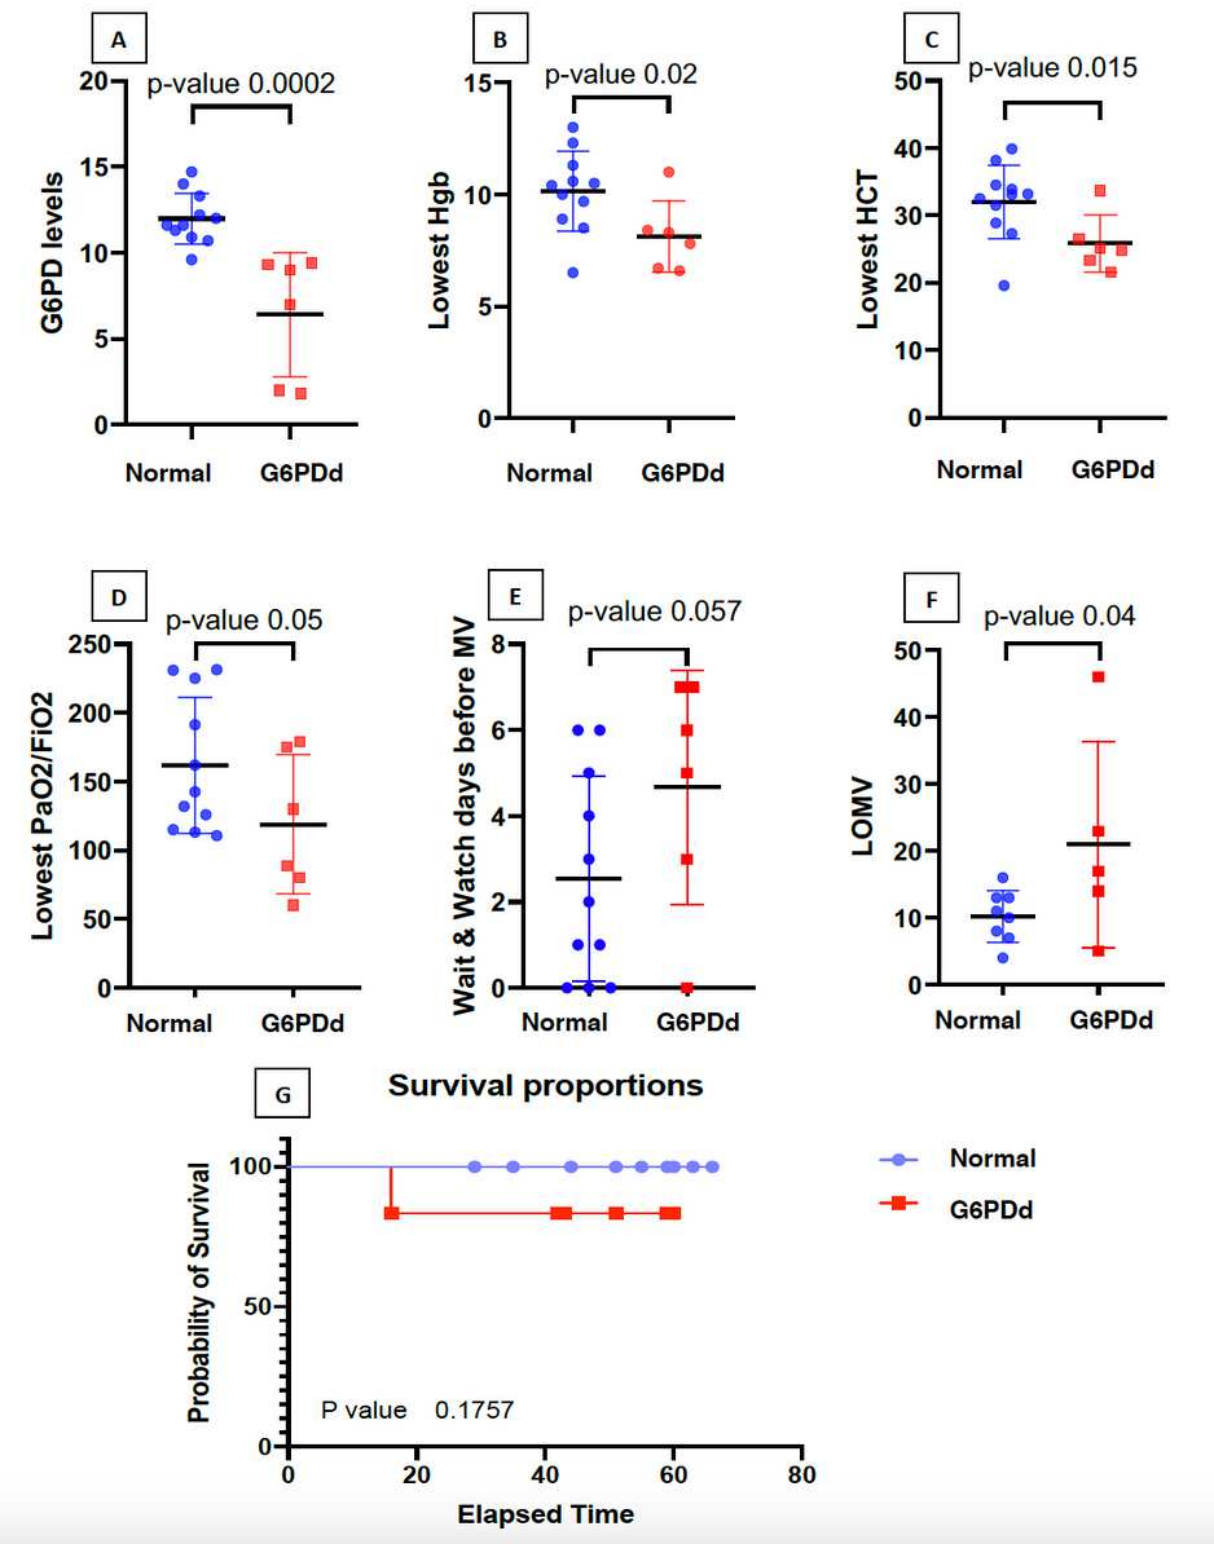 A
p-value 0.0002
20
15
10
5
0
G6PD levels
Normal G6PDd
B
p-value 0.02
15
10
5
0
Lowest Hgb
Normal G6PDd
C
p-value 0.015
50
40
30
20
10
0
Lowest HCT
Normal G6PDd
D
p-value 0.05
250
200
150
100
50
0
Lowest PaO2/FiO2
Normal G6PDd
E
p-value 0.057
8
6
4
2
0
Wait & Watch days before MV
Normal G6PDd
F
p-value 0.04
50
40
30
20
10
0
LOMV
Normal G6PDd
G
Survival proportions
100
50
0
Probability of Survival
P value 0.1757
0 20 40 60 80
Elapsed Time
Normal
G6PDd